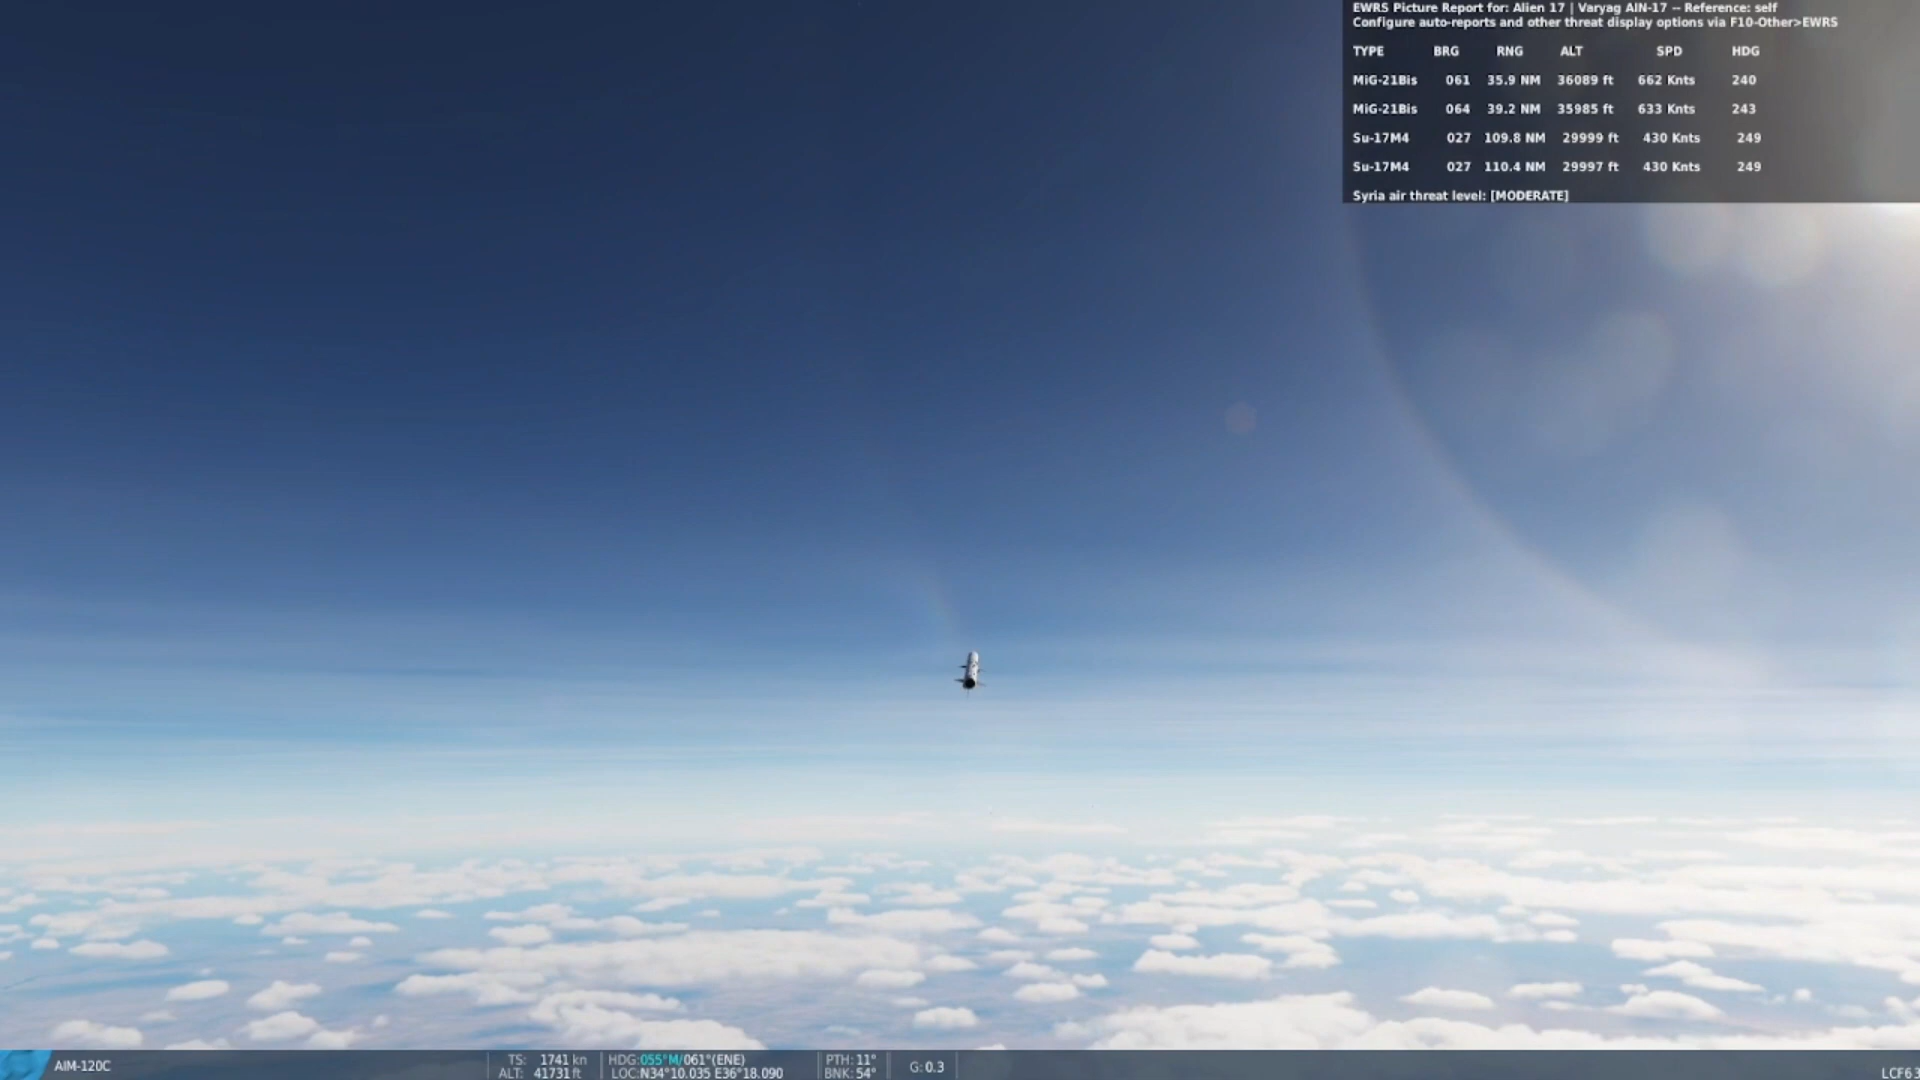 EWRS Picture Report for: Alien 17 | Varyag AIN-17 -- Reference: self
Configure auto-reports and other threat display options via F10-Other>EWRS
TYPE BRG RNG ALT SPD HDG
MiG-21Bis 061 35.9 NM 36089 ft 662 Knts 240
MiG-21Bis 064 39.2 NM 35985 ft 633 Knts 243
Su-17M4 027 109.8 NM 29999 ft 430 Knts 249
Su-17M4 027 110.4 NM 29997 ft 430 Knts 249
Syria air threat level: [MODERATE]
AIM-120C
TS: 1741 kn
ALT: 41731 ft
HDG:055°M/061°(ENE)
LOC:N34°10.035 E36°18.090
PTH: 11°
BNK: 54°
G: 0.3
LCF63